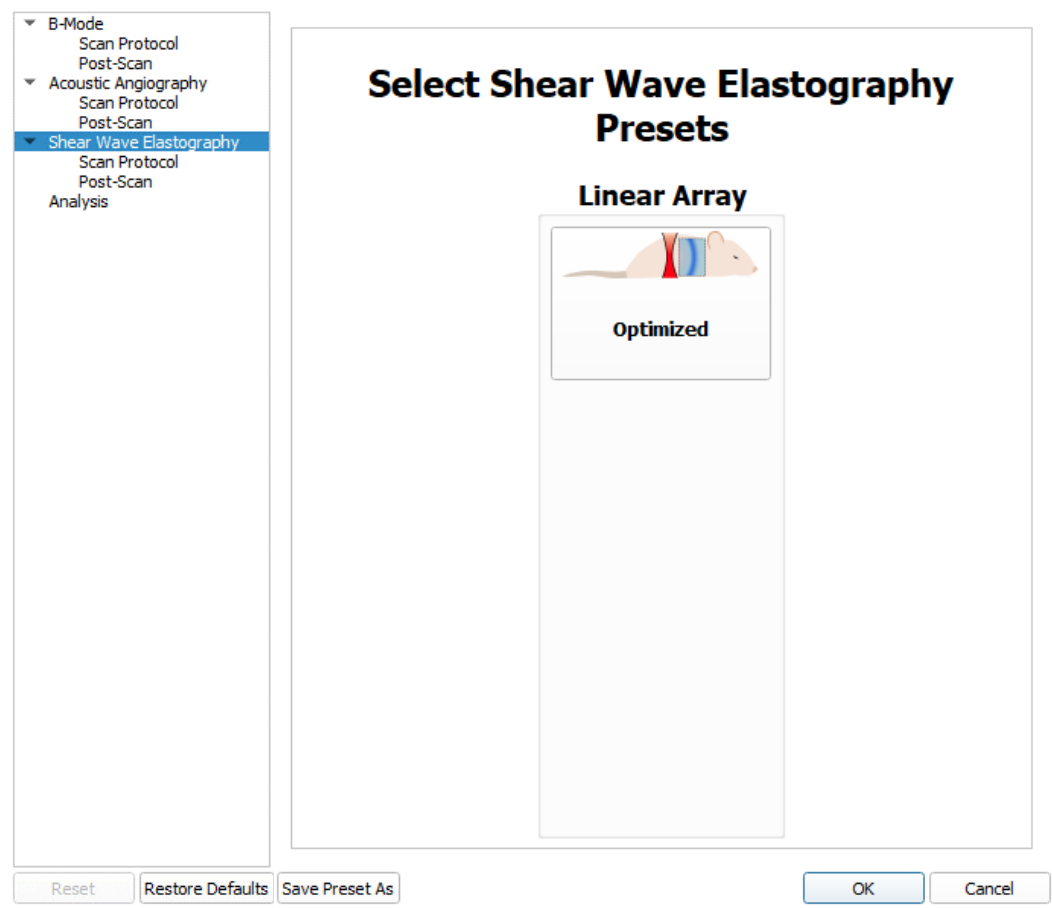 B-Mode
Scan Protocol
Post-Scan
Acoustic Angiography
Scan Protocol
Post-Scan
Shear Wave Elastography
Scan Protocol
Post-Scan
Analysis
Select Shear Wave Elastography
Presets
Linear Array
Optimized
Reset
Restore Defaults
Save Preset As
OK
Cancel